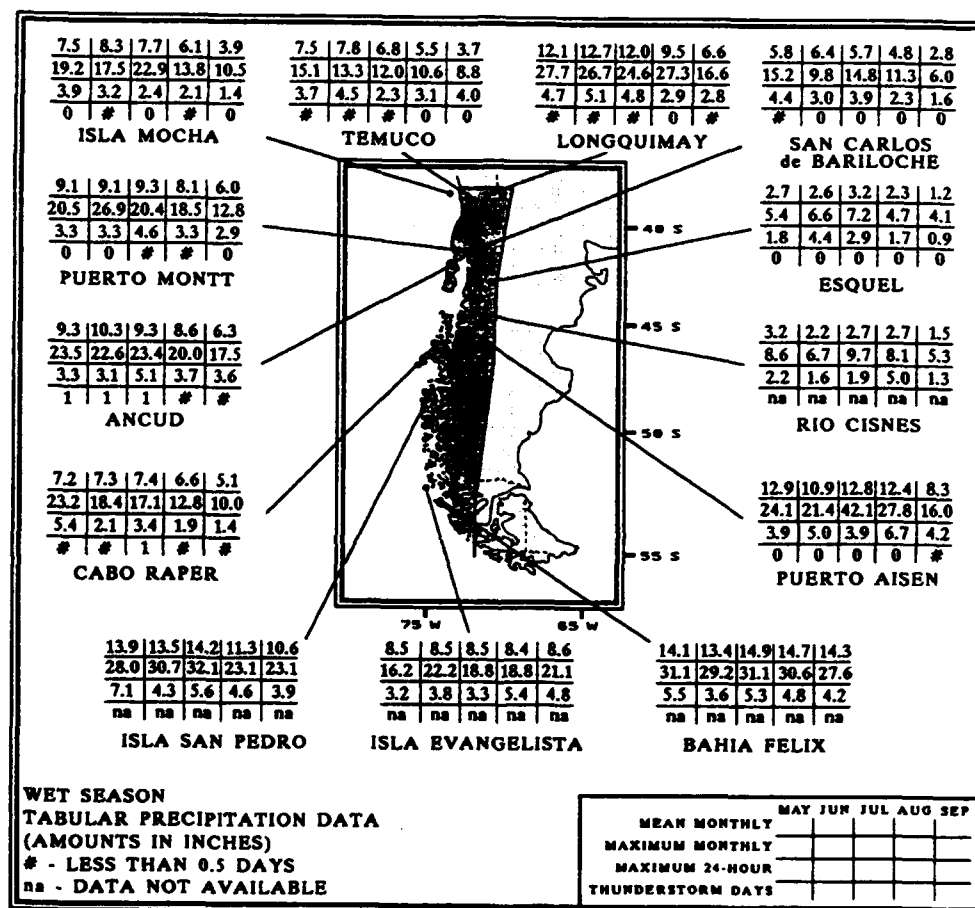 7.5 | 8.3 | 7.7 | 6.1 | 3.9
19.2 | 17.5 | 22.9 | 13.8 | 10.5
3.9 | 3.2 | 2.4 | 2.1 | 1.4
0 | # | 0 | # | 0
ISLA MOCHA
7.5 | 7.8 | 6.8 | 5.5 | 3.7
15.1 | 13.3 | 12.0 | 10.6 | 8.8
3.7 | 4.5 | 2.3 | 3.1 | 4.0
# | # | 0 | 0 | 0
TEMUCO
12.1 | 12.7 | 12.0 | 9.5 | 6.6
27.7 | 26.7 | 24.6 | 27.3 | 16.6
4.7 | 5.1 | 4.8 | 2.9 | 2.8
# | # | # | 0 | #
LONGQUIMAY
5.8 | 6.4 | 5.7 | 4.8 | 2.8
15.2 | 9.8 | 14.8 | 11.3 | 6.0
4.4 | 3.0 | 3.9 | 2.3 | 1.6
# | 0 | 0 | 0 | 0
SAN CARLOS
de BARILOCHE
9.1 | 9.1 | 9.3 | 8.1 | 6.0
20.5 | 26.9 | 20.4 | 18.5 | 12.8
3.3 | 3.3 | 4.6 | 3.3 | 2.9
0 | 0 | # | # | 0
PUERTO MONTT
2.7 | 2.6 | 3.2 | 2.3 | 1.2
5.4 | 6.6 | 7.2 | 4.7 | 4.1
1.8 | 4.4 | 2.9 | 1.7 | 0.9
0 | 0 | 0 | 0 | 0
ESQUEL
9.3 | 10.3 | 9.3 | 8.6 | 6.3
23.5 | 22.6 | 23.4 | 20.0 | 17.5
3.3 | 3.1 | 5.1 | 3.7 | 3.6
1 | 1 | 1 | # | #
ANCUD
3.2 | 2.2 | 2.7 | 2.7 | 1.5
8.6 | 6.7 | 9.7 | 8.1 | 5.3
2.2 | 1.6 | 1.9 | 5.0 | 1.3
na | na | na | na | na
RIO CISNES
7.2 | 7.3 | 7.4 | 6.6 | 5.1
23.2 | 18.4 | 17.1 | 12.8 | 10.0
5.4 | 2.1 | 3.4 | 1.9 | 1.4
# | # | 1 | # | #
CABO RAPER
12.9 | 10.9 | 12.8 | 12.4 | 8.3
24.1 | 21.4 | 42.1 | 27.8 | 16.0
3.9 | 5.0 | 3.9 | 6.7 | 4.2
0 | 0 | 0 | 0 | #
PUERTO AISEN
40 S
45 S
50 S
55 S
75 W
65 W
13.9 | 13.5 | 14.2 | 11.3 | 10.6
28.0 | 30.7 | 32.1 | 23.1 | 23.1
7.1 | 4.3 | 5.6 | 4.6 | 3.9
na | na | na | na | na
ISLA SAN PEDRO
8.5 | 8.5 | 8.5 | 8.4 | 8.6
16.2 | 22.2 | 18.8 | 18.8 | 21.1
3.2 | 3.8 | 3.3 | 5.4 | 4.8
na | na | na | na | na
ISLA EVANGELISTA
14.1 | 13.4 | 14.9 | 14.7 | 14.3
31.1 | 29.2 | 31.1 | 30.6 | 27.6
5.5 | 3.6 | 5.3 | 4.8 | 4.2
na | na | na | na | na
BAHIA FELIX
WET SEASON
TABULAR PRECIPITATION DATA
(AMOUNTS IN INCHES)
# - LESS THAN 0.5 DAYS
na - DATA NOT AVAILABLE
MAY JUN JUL AUG SEP
MEAN MONTHLY
MAXIMUM MONTHLY
MAXIMUM 24-HOUR
THUNDERSTORM DAYS